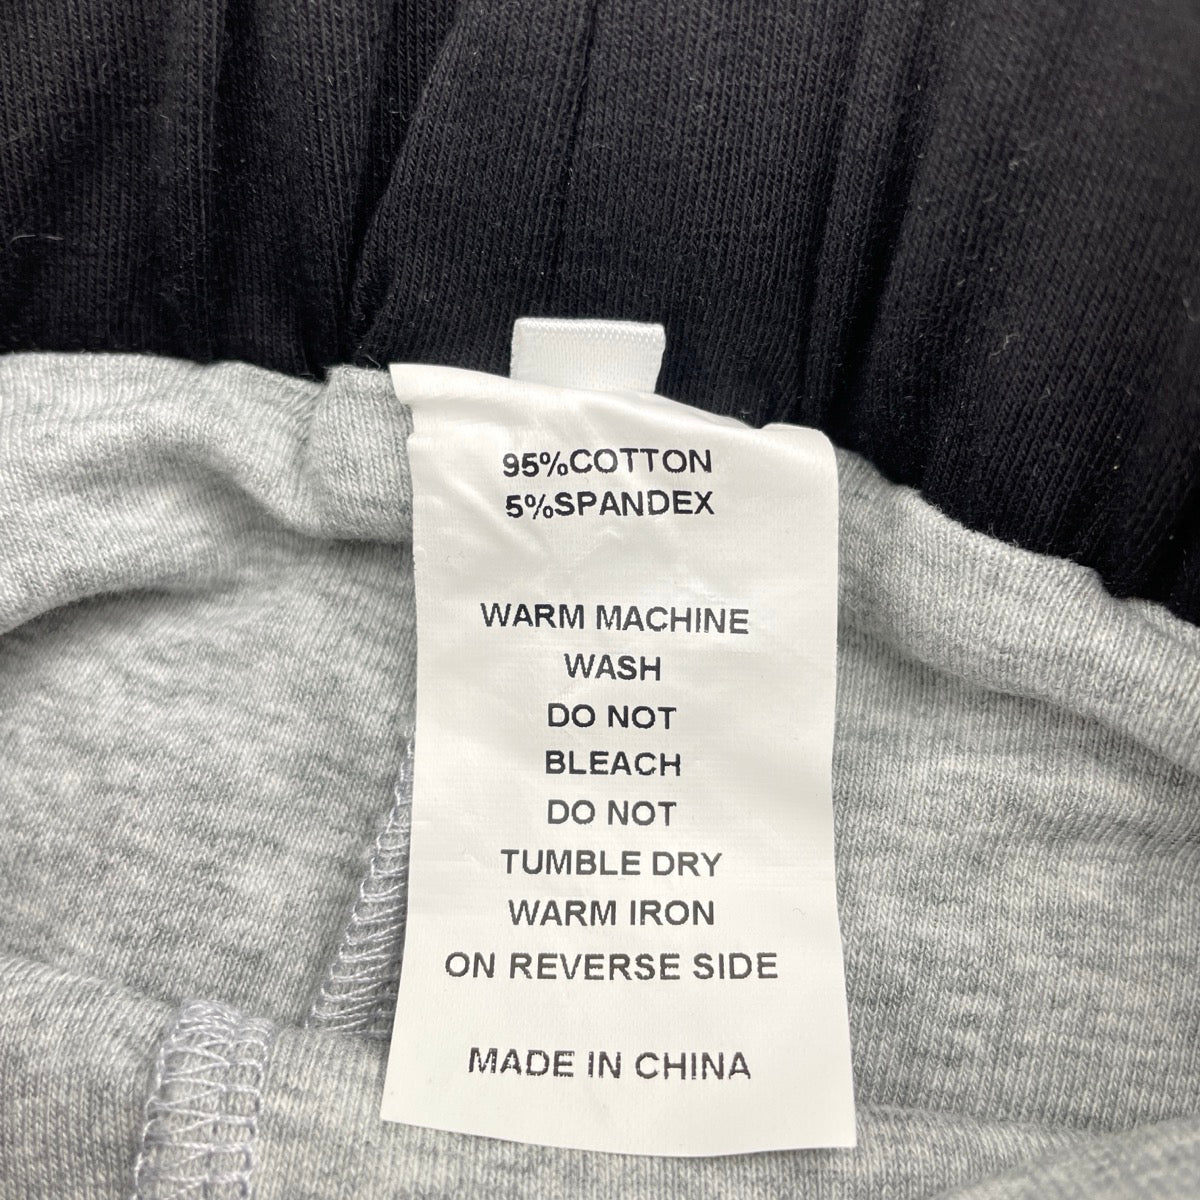 95%COTTON
5%SPANDEX
WARM MACHINE
WASH
DO NOT
BLEACH
DO NOT
TUMBLE DRY
WARM IRON
ON REVERSE SIDE
MADE IN CHINA